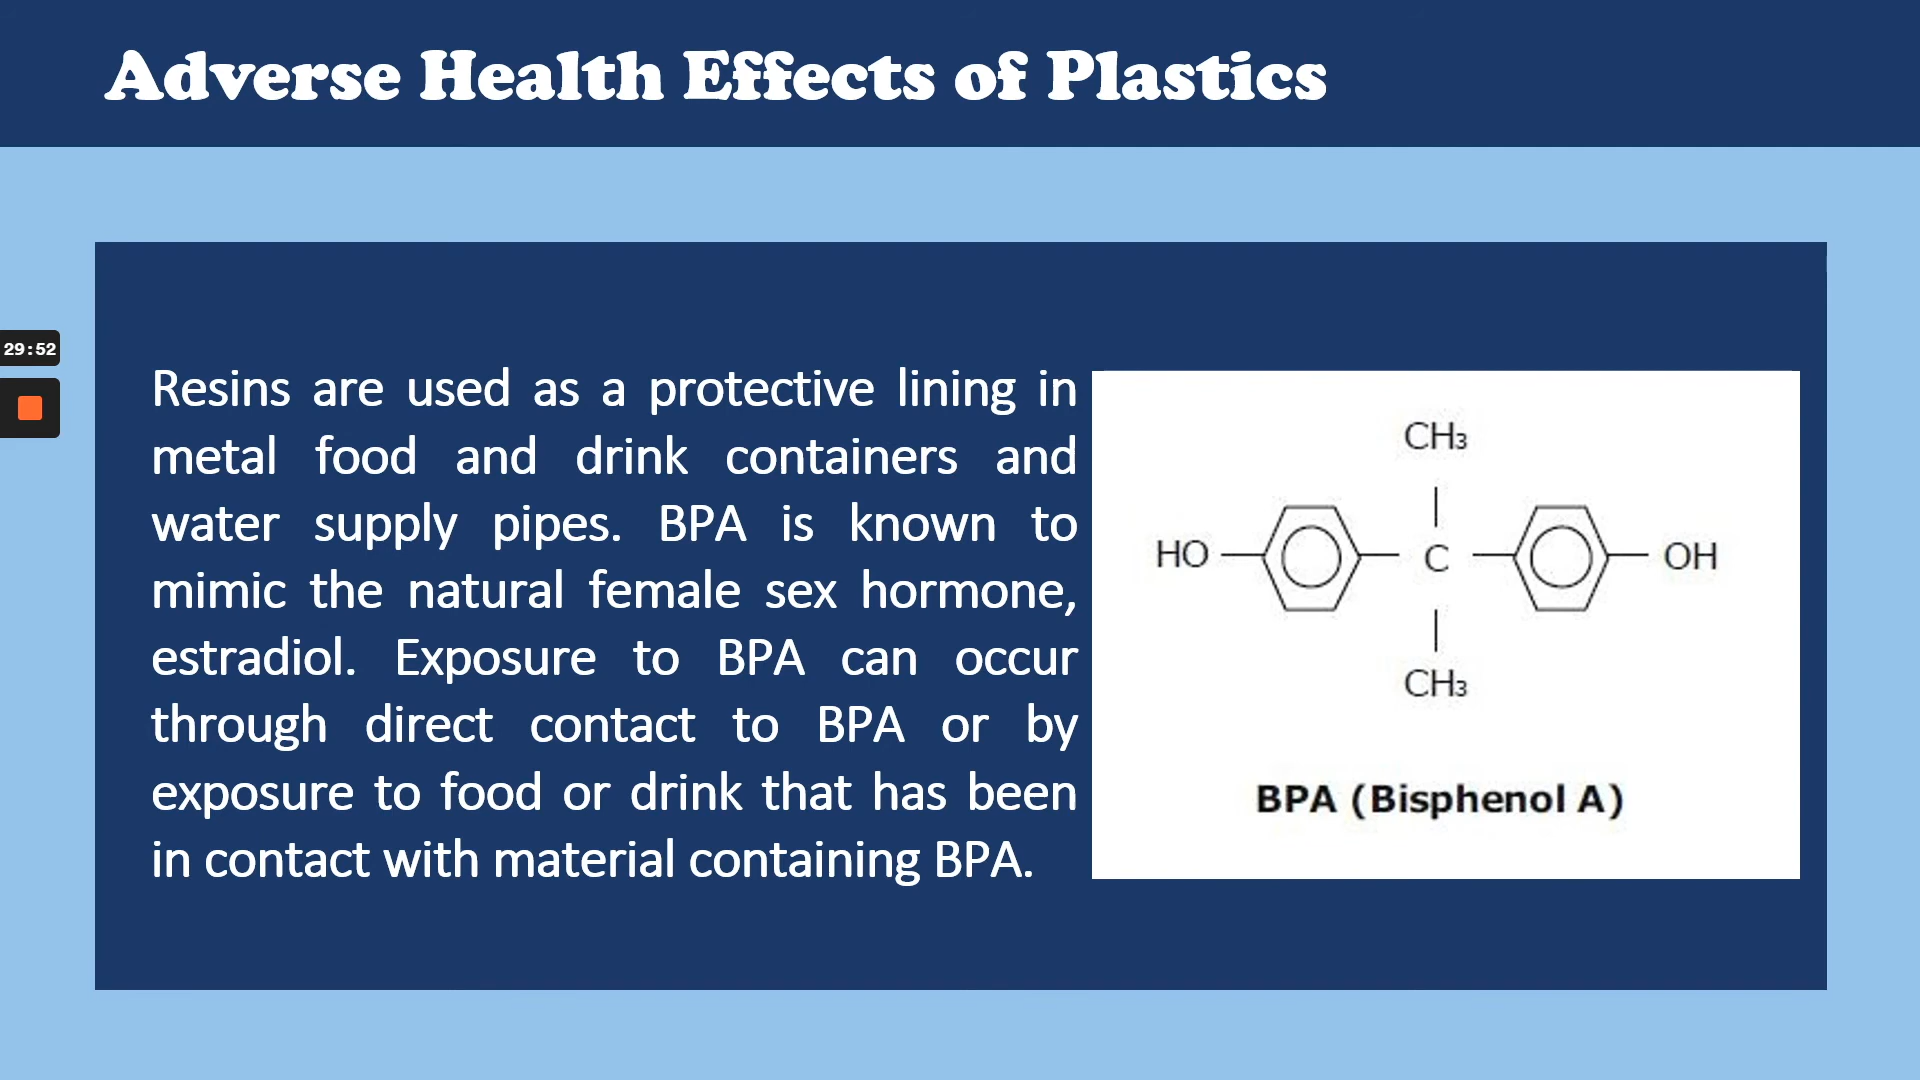 Adverse Health Effects of Plastics
29:52
Resins are used as a protective lining in
metal food and drink containers and
water supply pipes. BPA is known to
mimic the natural female sex hormone,
estradiol. Exposure to BPA can occur
through direct contact to BPA or by
exposure to food or drink that has been
in contact with material containing BPA.
CH3
HO C OH
CH3
BPA (Bisphenol A)